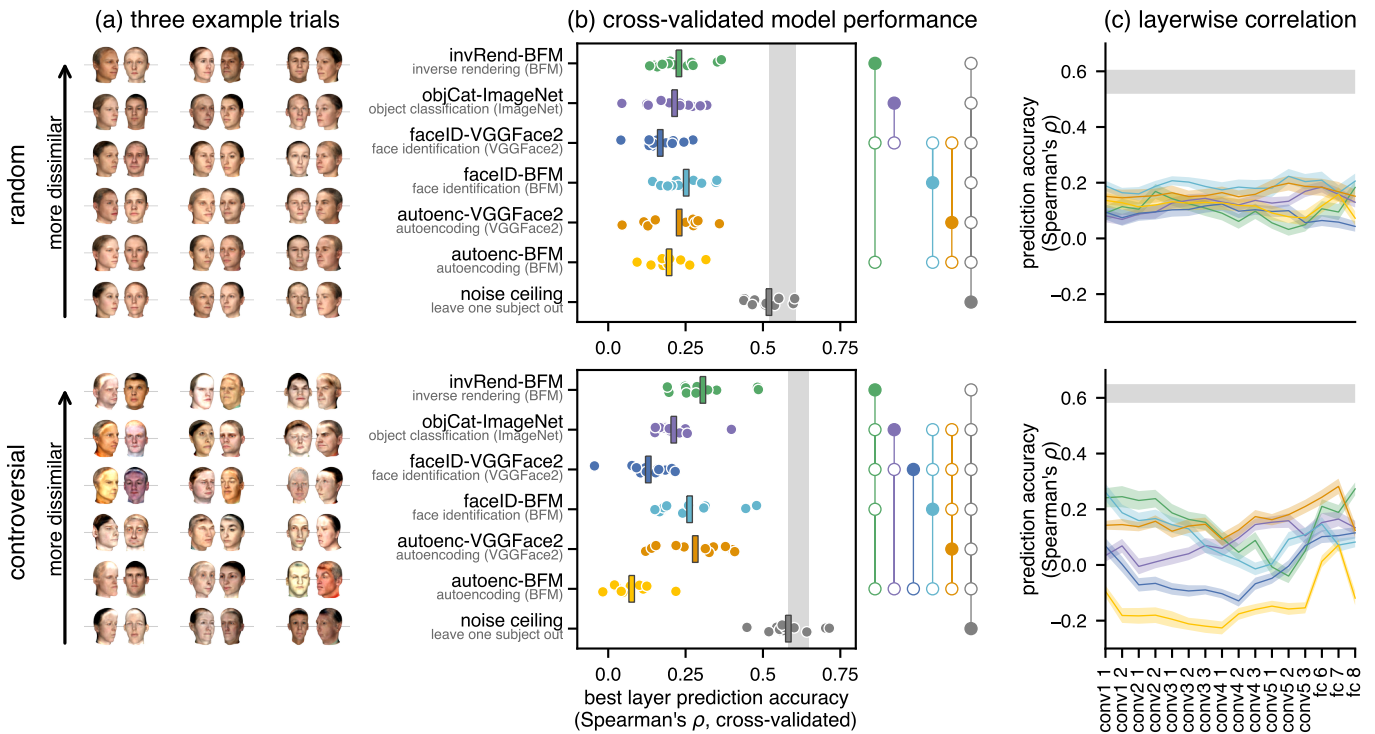 (a) three example trials
random
more dissimilar
controversial
more dissimilar
(b) cross-validated model performance
invRend-BFM
inverse rendering (BFM)
objCat-ImageNet
object classification (ImageNet)
faceID-VGGFace2
face identification (VGGFace2)
faceID-BFM
face identification (BFM)
autoenc-VGGFace2
autoencoding (VGGFace2)
autoenc-BFM
autoencoding (BFM)
noise ceiling
leave one subject out
0.0 0.25 0.5 0.75
invRend-BFM
inverse rendering (BFM)
objCat-ImageNet
object classification (ImageNet)
faceID-VGGFace2
face identification (VGGFace2)
faceID-BFM
face identification (BFM)
autoenc-VGGFace2
autoencoding (VGGFace2)
autoenc-BFM
autoencoding (BFM)
noise ceiling
leave one subject out
0.0 0.25 0.5 0.75
best layer prediction accuracy
(Spearman's ρ, cross-validated)
(c) layerwise correlation
prediction accuracy
(Spearman's ρ)
0.6
0.4
0.2
0.0
−0.2
prediction accuracy
(Spearman's ρ)
0.6
0.4
0.2
0.0
−0.2
conv1 1
conv1 2
conv2 1
conv2 2
conv3 1
conv3 2
conv3 3
conv4 1
conv4 2
conv4 3
conv5 1
conv5 2
conv5 3
fc 6
fc 7
fc 8